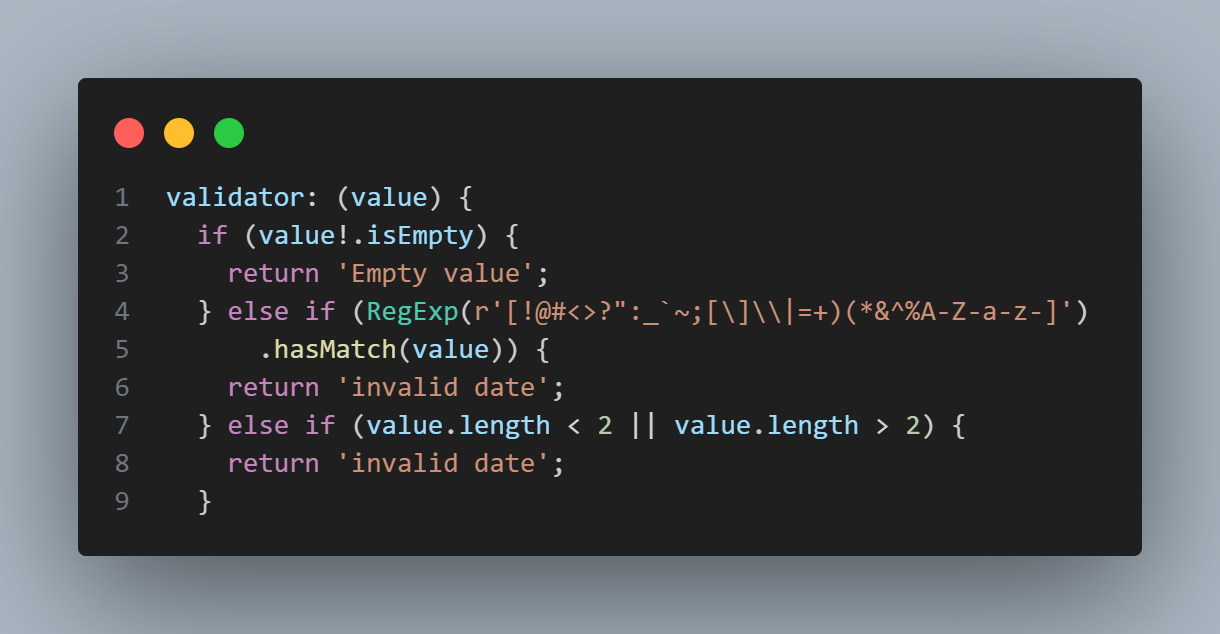 1 validator: (value) {
2   if (value!.isEmpty) {
3     return 'Empty value';
4   } else if (RegExp(r'[!@#<>?":_`~;[\]\\|=+)(*&^%A-Z-a-z-]')
5       .hasMatch(value)) {
6     return 'invalid date';
7   } else if (value.length < 2 || value.length > 2) {
8     return 'invalid date';
9   }